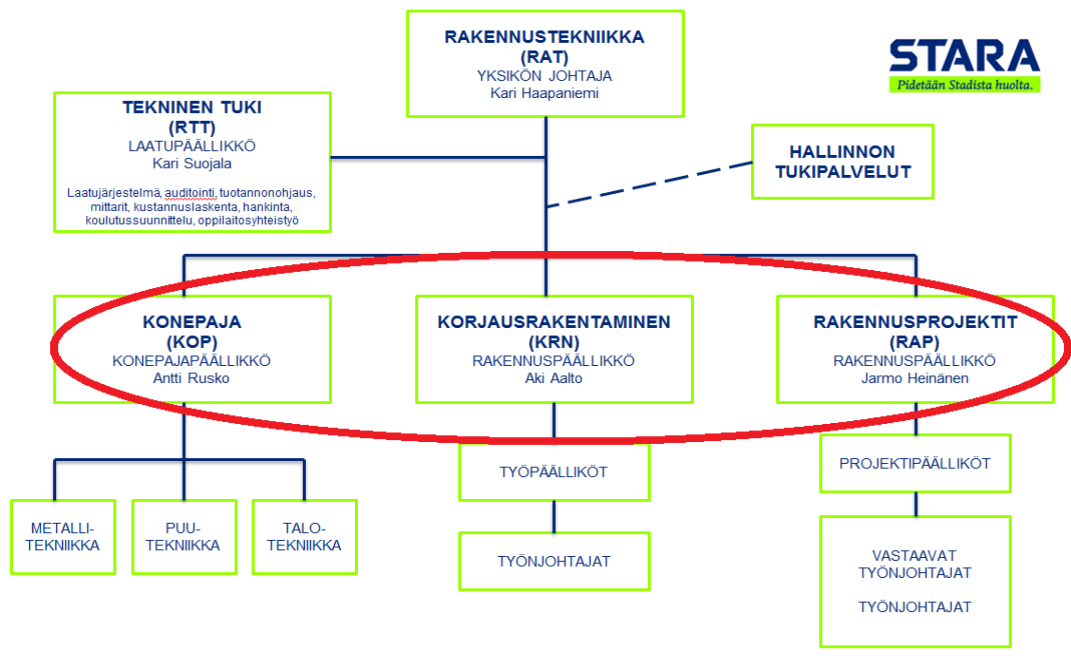 RAKENNUSTEKNIIKKA
(RAT)
YKSIKÖN JOHTAJA
Kari Haapaniemi
STARA
Pidetään Stadista huolta.
TEKNINEN TUKI
(RTT)
LAATUPÄÄLLIKKÖ
Kari Suojala
Laatujärjestelmä, auditointi, tuotannonohjaus,
mittarit, kustannuslaskenta, hankinta,
koulutussuunnittelu, oppilaitosyhteistyö
HALLINNON
TUKIPALVELUT
KONEPAJA
(KOP)
KONEPAJAPÄÄLLIKKÖ
Antti Rusko
KORJAUSRAKENTAMINEN
(KRN)
RAKENNUSPÄÄLLIKKÖ
Aki Aalto
RAKENNUSPROJEKTIT
(RAP)
RAKENNUSPÄÄLLIKKÖ
Jarmo Heinänen
METALLI-
TEKNIIKKA
PUU-
TEKNIIKKA
TALO-
TEKNIIKKA
TYÖPÄÄLLIKÖT
TYÖNJOHTAJAT
PROJEKTIPÄÄLLIKÖT
VASTAAVAT
TYÖNJOHTAJAT
TYÖNJOHTAJAT